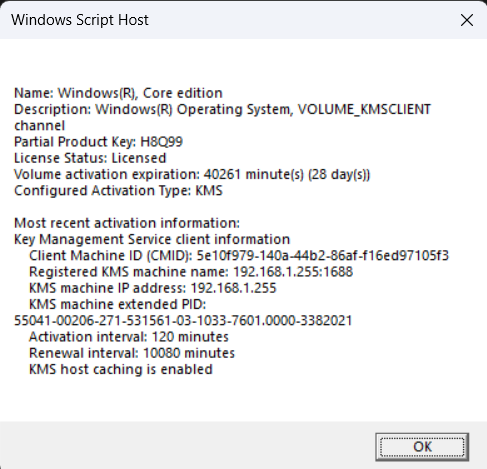 Windows Script Host
Name: Windows(R), Core edition
Description: Windows(R) Operating System, VOLUME_KMSCLIENT
channel
Partial Product Key: H8Q99
License Status: Licensed
Volume activation expiration: 40261 minute(s) (28 day(s))
Configured Activation Type: KMS
Most recent activation information:
Key Management Service client information
Client Machine ID (CMID): 5e10f979-140a-44b2-86af-f16ed97105f3
Registered KMS machine name: 192.168.1.255:1688
KMS machine IP address: 192.168.1.255
KMS machine extended PID:
55041-00206-271-531561-03-1033-7601.0000-3382021
Activation interval: 120 minutes
Renewal interval: 10080 minutes
KMS host caching is enabled
OK